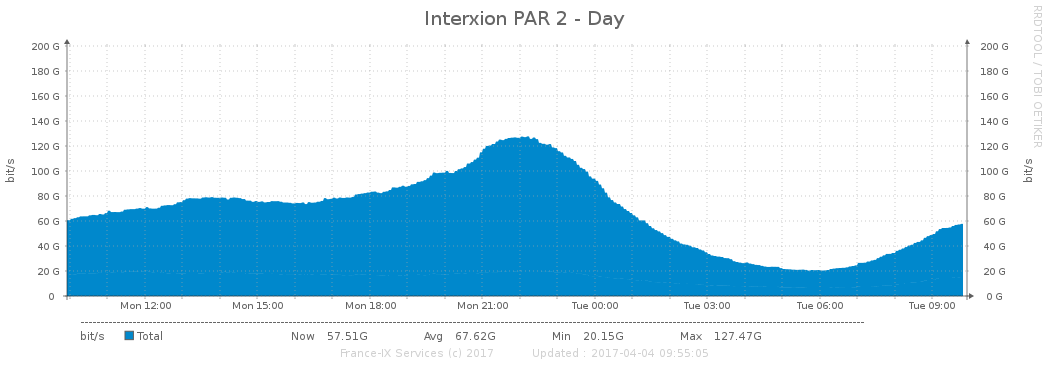 Interxion PAR 2 - Day
RRDTOOL / TOBI OETIKER
200 G 200 G
180 G 180 G
160 G 160 G
140 G 140 G
120 G 120 G
100 G 100 G
80 G 80 G
60 G 60 G
40 G 40 G
20 G 20 G
0 0 G
bit/s
bit/s
Mon 12:00 Mon 15:00 Mon 18:00 Mon 21:00 Tue 00:00 Tue 03:00 Tue 06:00 Tue 09:00
bit/s Total Now 57.51G Avg 67.62G Min 20.15G Max 127.47G
France-IX Services (c) 2017 Updated : 2017-04-04 09:55:05